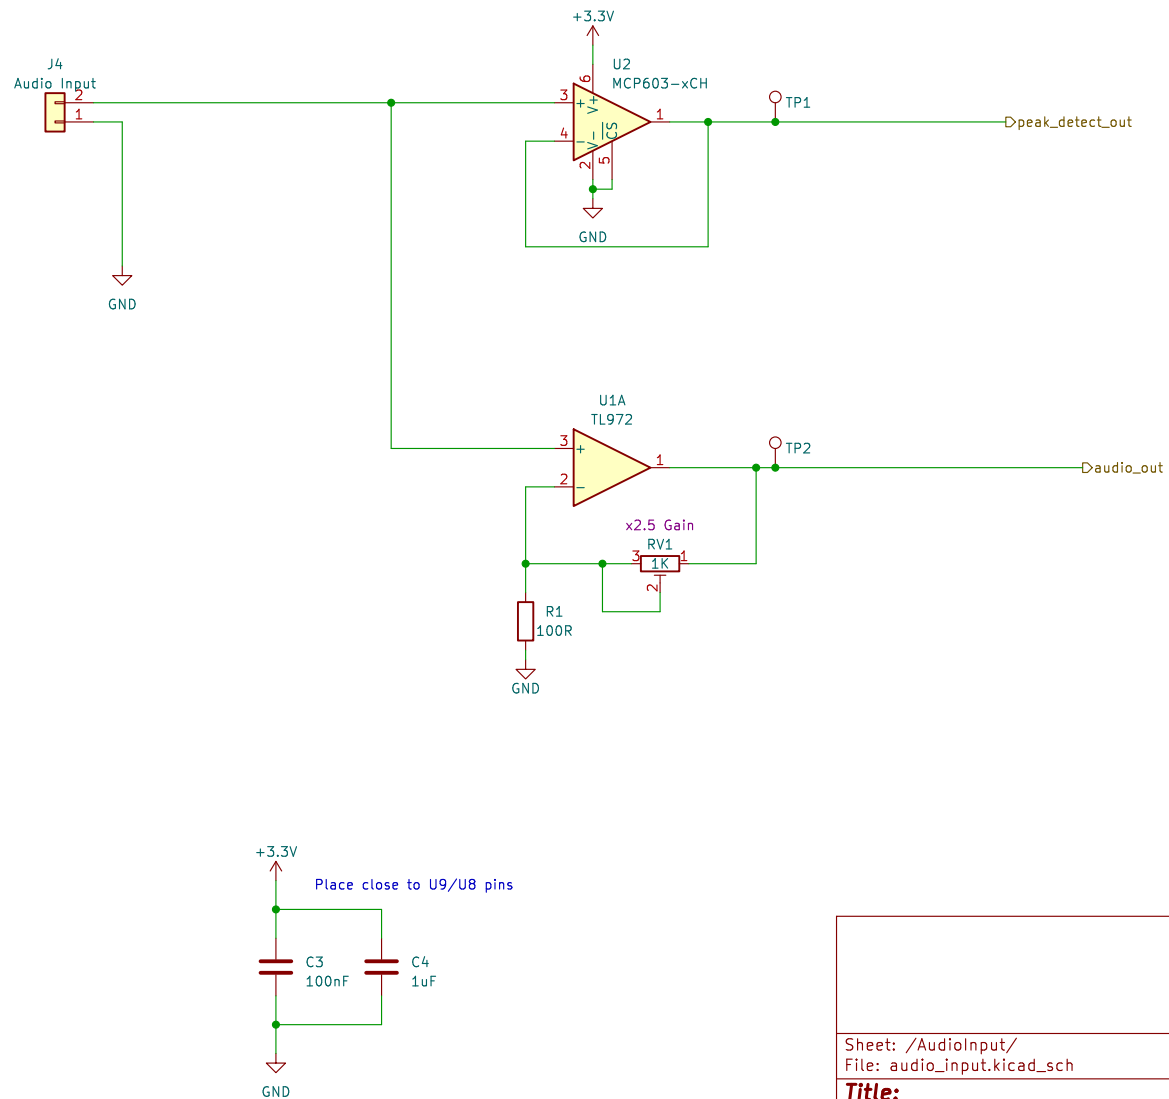 +3.3V
J4
Audio Input
2
1
GND
U2
MCP603-xCH
6
3
+
V+
4
-
V-
CS
2
5
1
GND
TP1
peak_detect_out
U1A
TL972
3
+
2
-
1
TP2
audio_out
x2.5 Gain
RV1
3
1K
1
2
R1
100R
GND
+3.3V
Place close to U9/U8 pins
C3
100nF
C4
1uF
GND
Sheet: /AudioInput/
File: audio_input.kicad_sch
Title: